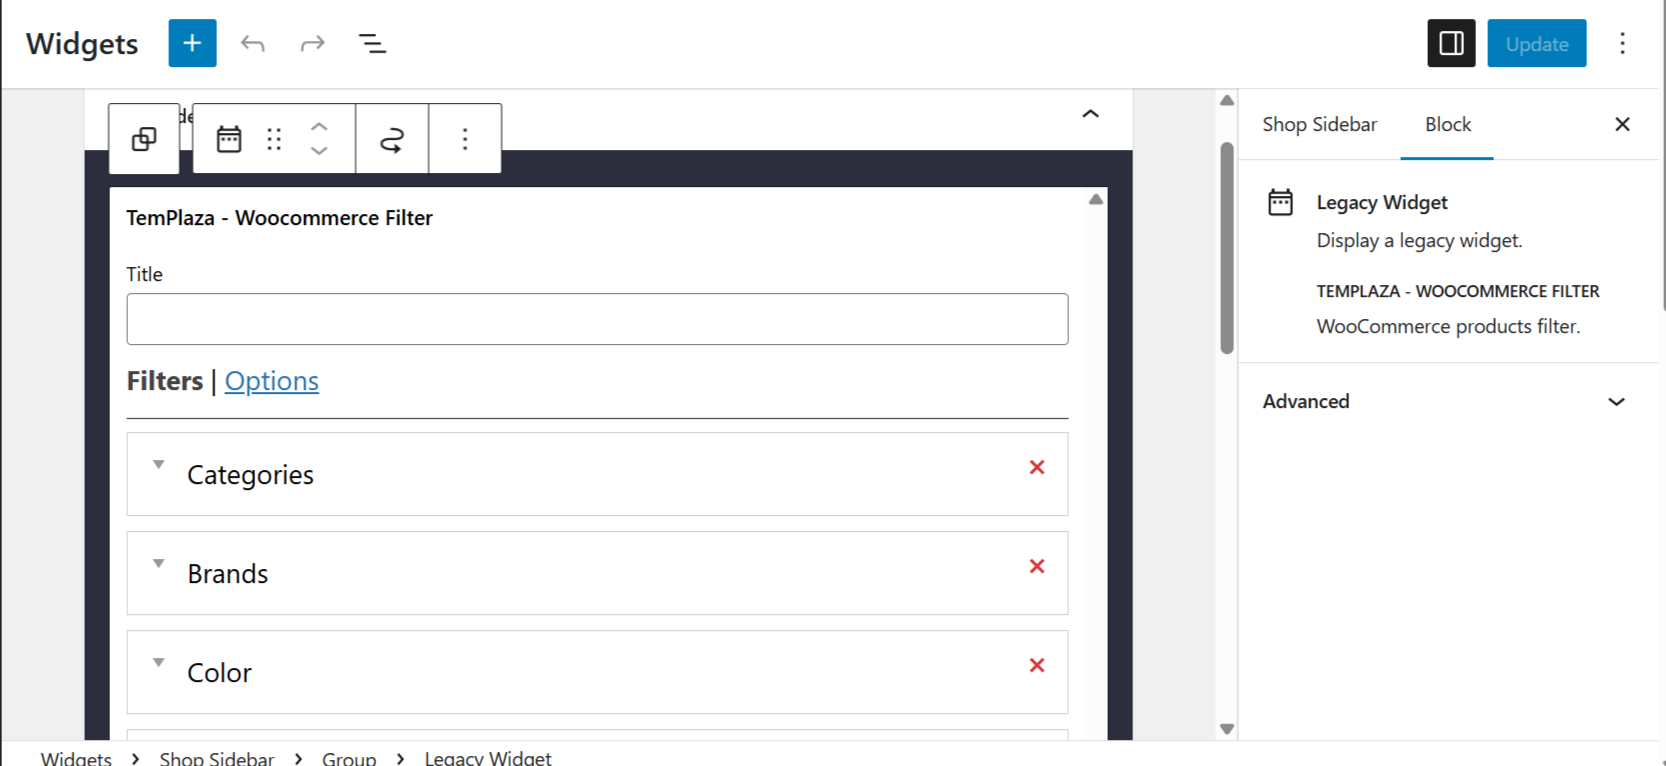 Widgets
Update
TemPlaza - Woocommerce Filter
Title
Filters | Options
Categories
Brands
Color
Shop Sidebar
Block
Legacy Widget
Display a legacy widget.
TEMPLAZA - WOOCOMMERCE FILTER
WooCommerce products filter.
Advanced
Widgets > Shop Sidebar > Group > Legacy Widget